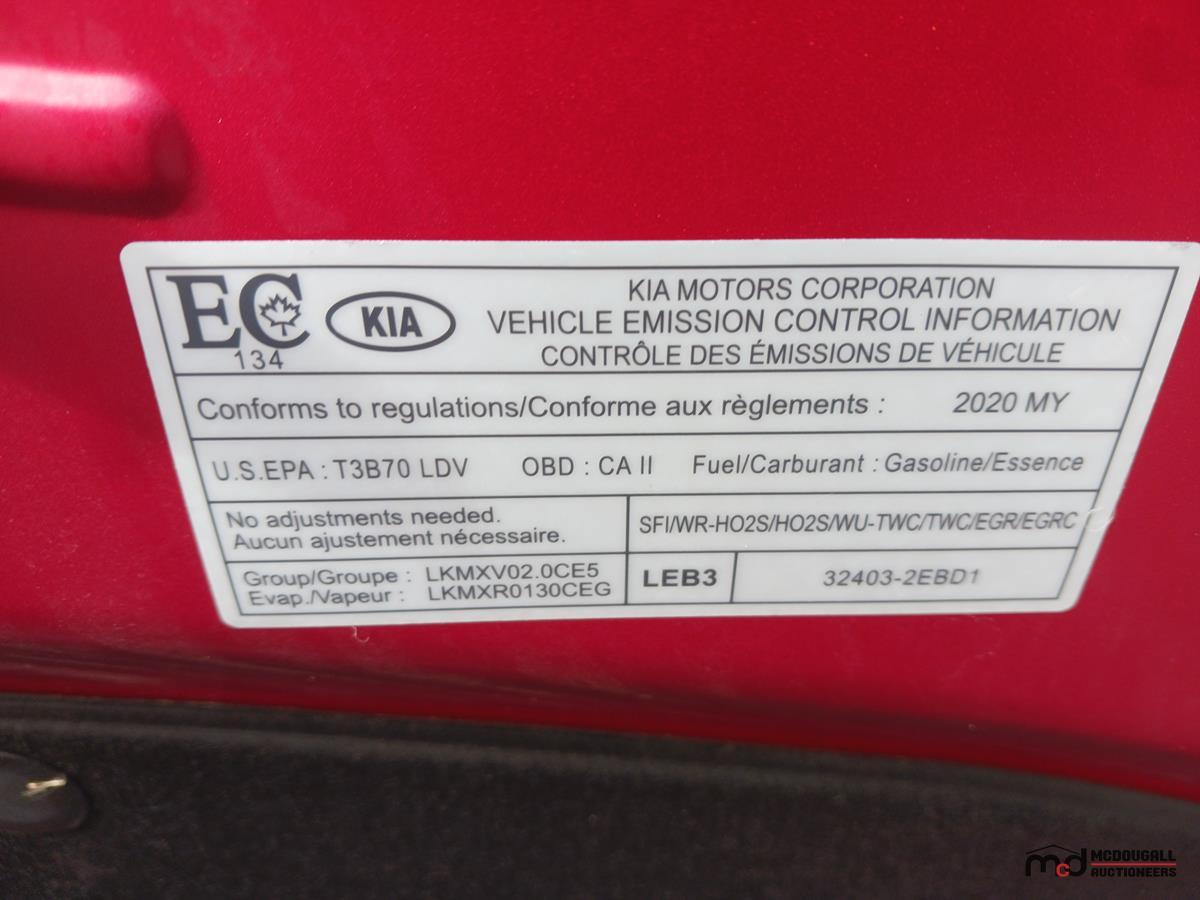 EC
134
KIA
KIA MOTORS CORPORATION
VEHICLE EMISSION CONTROL INFORMATION
CONTRÔLE DES ÉMISSIONS DE VÉHICULE
Conforms to regulations/Conforme aux règlements : 2020 MY
U.S.EPA : T3B70 LDV OBD : CA II Fuel/Carburant : Gasoline/Essence
No adjustments needed.
Aucun ajustement nécessaire.
SFI/WR-HO2S/HO2S/WU-TWC/TWC/EGR/EGRC
Group/Groupe : LKMXV02.0CE5
Evap./Vapeur : LKMXR0130CEG
LEB3
32403-2EBD1
mcd MCDOUGALL
AUCTIONEERS